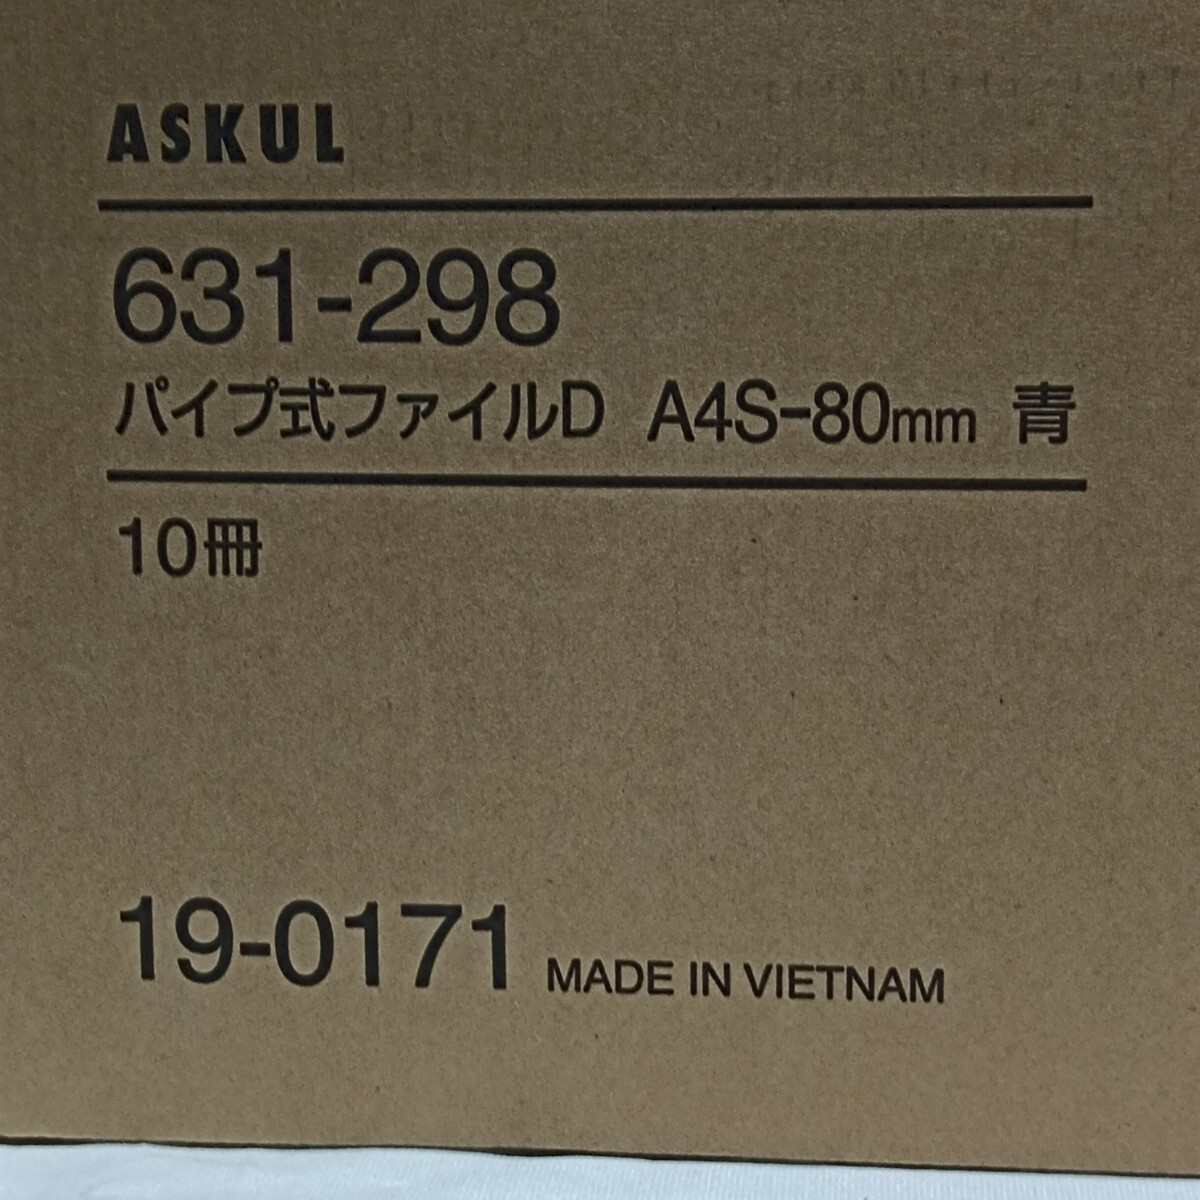 ASKUL
631-298
パイプ式ファイルD A4S-80mm 青
10冊
19-0171 MADE IN VIETNAM